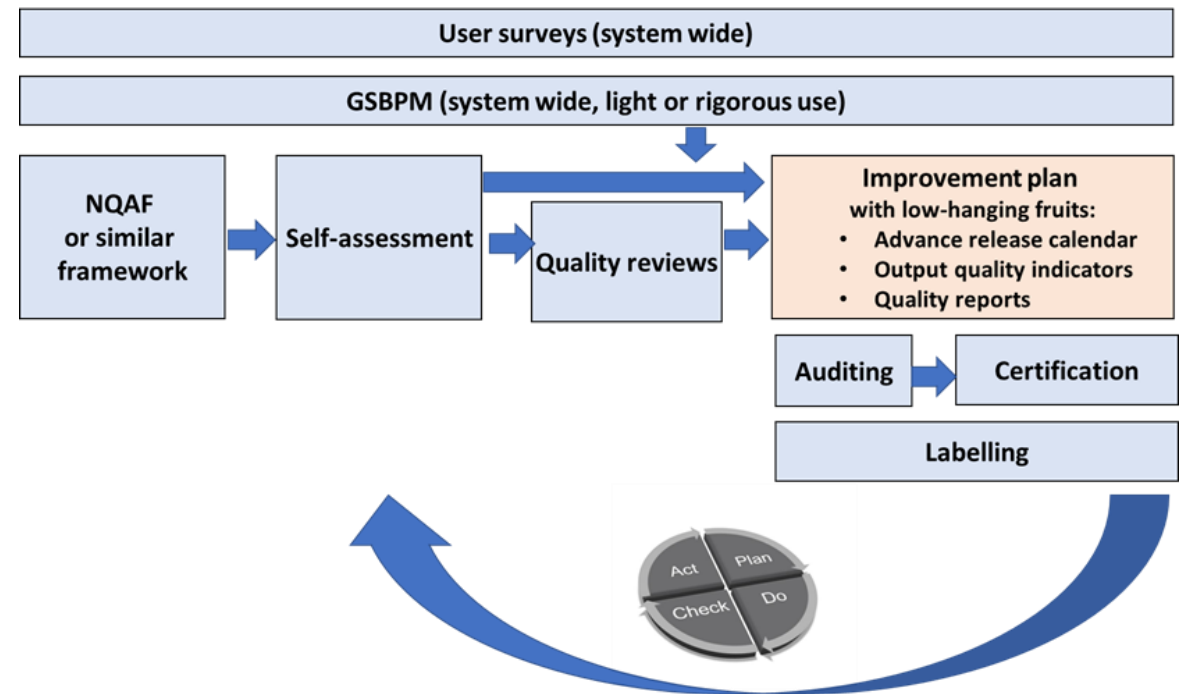 User surveys (system wide)
GSBPM (system wide, light or rigorous use)
NQAF
or similar
framework
Self-assessment
Quality reviews
Improvement plan
with low-hanging fruits:
• Advance release calendar
• Output quality indicators
• Quality reports
Auditing
Certification
Labelling
Act
Plan
Check
Do